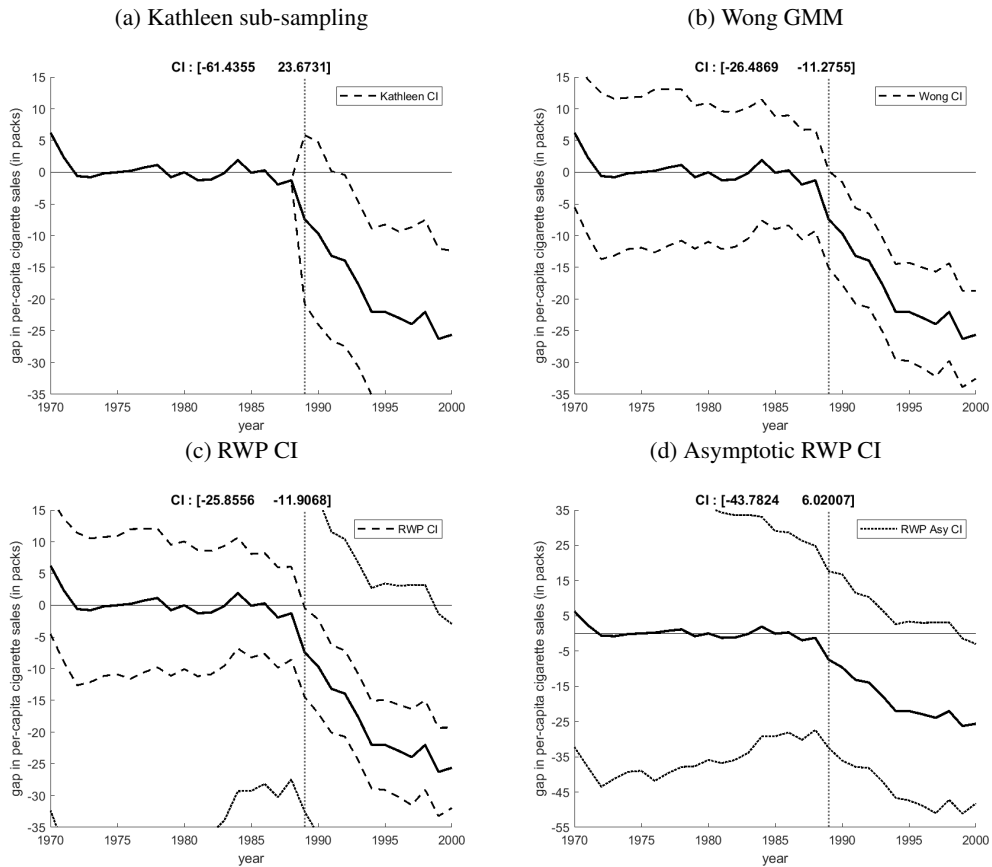 (a) Kathleen sub-sampling
CI : [-61.4355 23.6731]
Kathleen CI
gap in per-capita cigarette sales (in packs)
15
10
5
0
-5
-10
-15
-20
-25
-30
-35
1970 1975 1980 1985 1990 1995 2000
year
(b) Wong GMM
CI : [-26.4869 -11.2755]
Wong CI
gap in per-capita cigarette sales (in packs)
15
10
5
0
-5
-10
-15
-20
-25
-30
-35
1970 1975 1980 1985 1990 1995 2000
year
(c) RWP CI
CI : [-25.8556 -11.9068]
RWP CI
gap in per-capita cigarette sales (in packs)
15
10
5
0
-5
-10
-15
-20
-25
-30
-35
1970 1975 1980 1985 1990 1995 2000
year
(d) Asymptotic RWP CI
CI : [-43.7824 6.02007]
RWP Asy CI
gap in per-capita cigarette sales (in packs)
35
25
15
5
-5
-15
-25
-35
-45
-55
1970 1975 1980 1985 1990 1995 2000
year